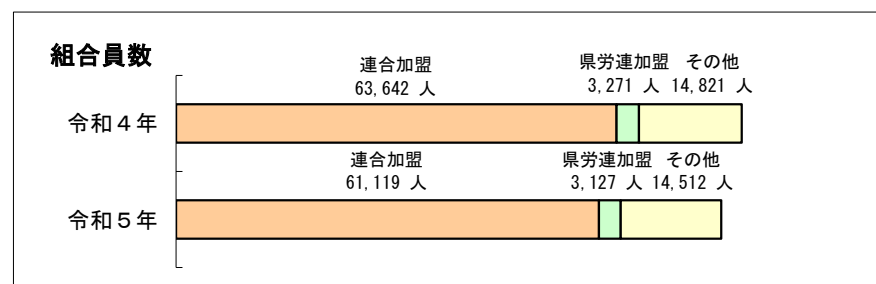 組合員数
連合加盟 県労連加盟 その他
63,642 人 3,271 人 14,821 人
令和４年
連合加盟 県労連加盟 その他
61,119 人 3,127 人 14,512 人
令和５年